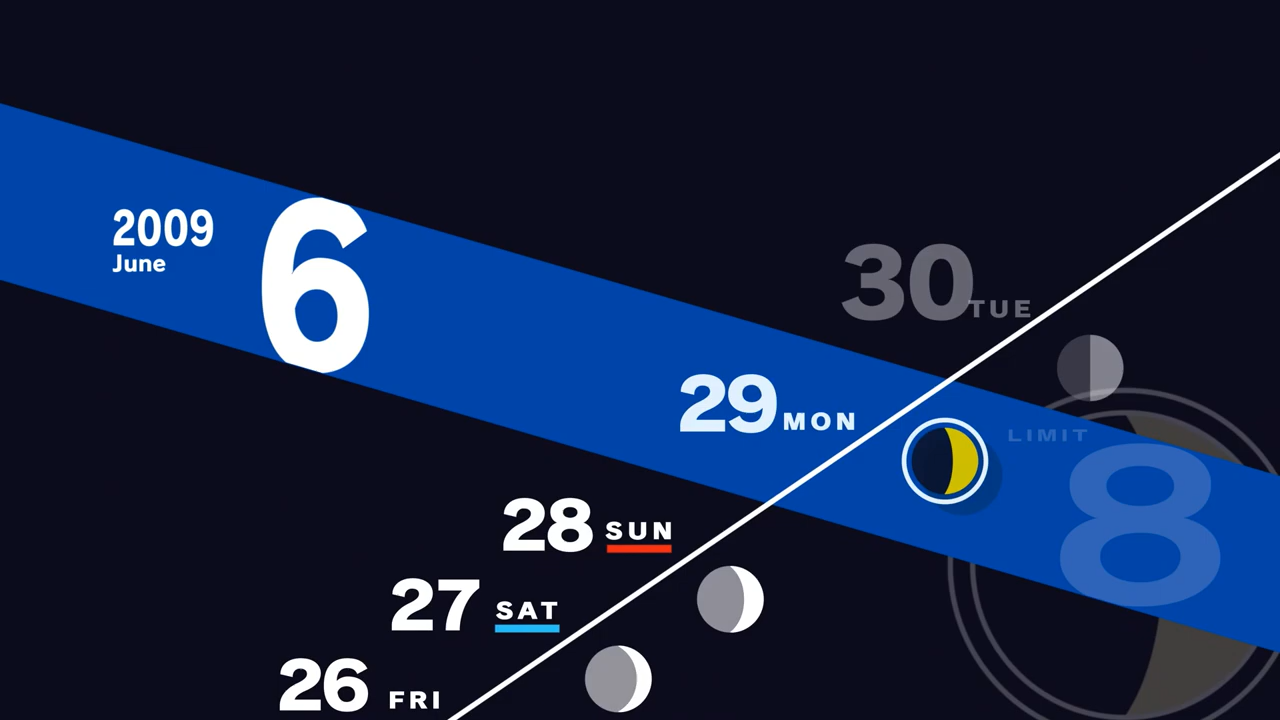 2009
June
6
30 TUE
29 MON
LIMIT
8
28 SUN
27 SAT
26 FRI